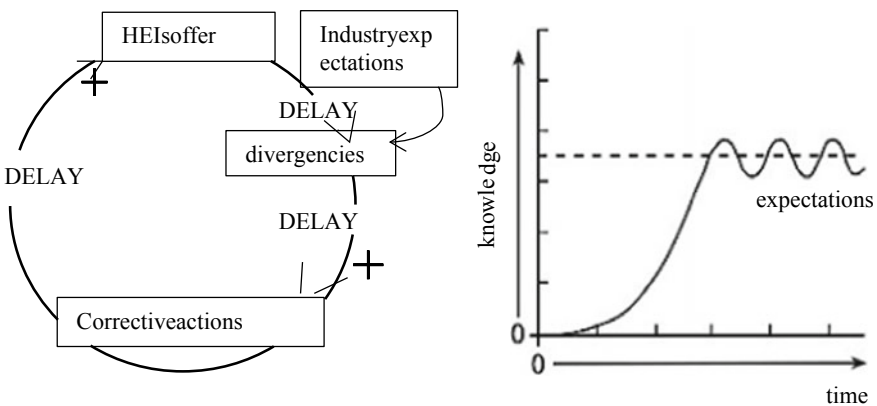 HEIsoffer
Industryexp
ectations
+
DELAY
divergencies
DELAY
DELAY
+
Correctiveactions
knowledge
expectations
0
0
time